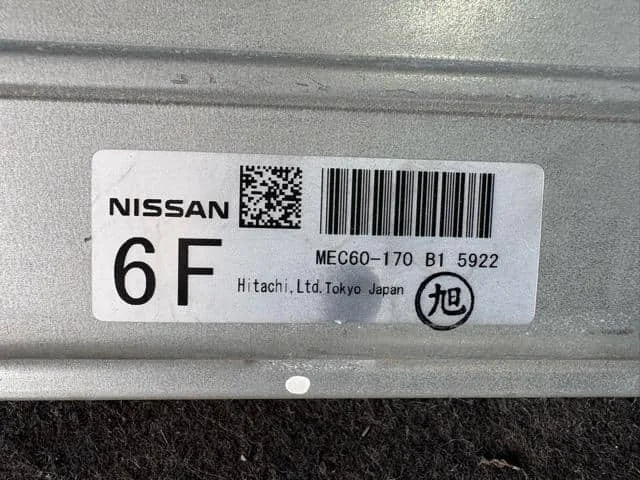 NISSAN
6F
MEC60-170 B1 5922
Hitachi,Ltd.Tokyo Japan
旭